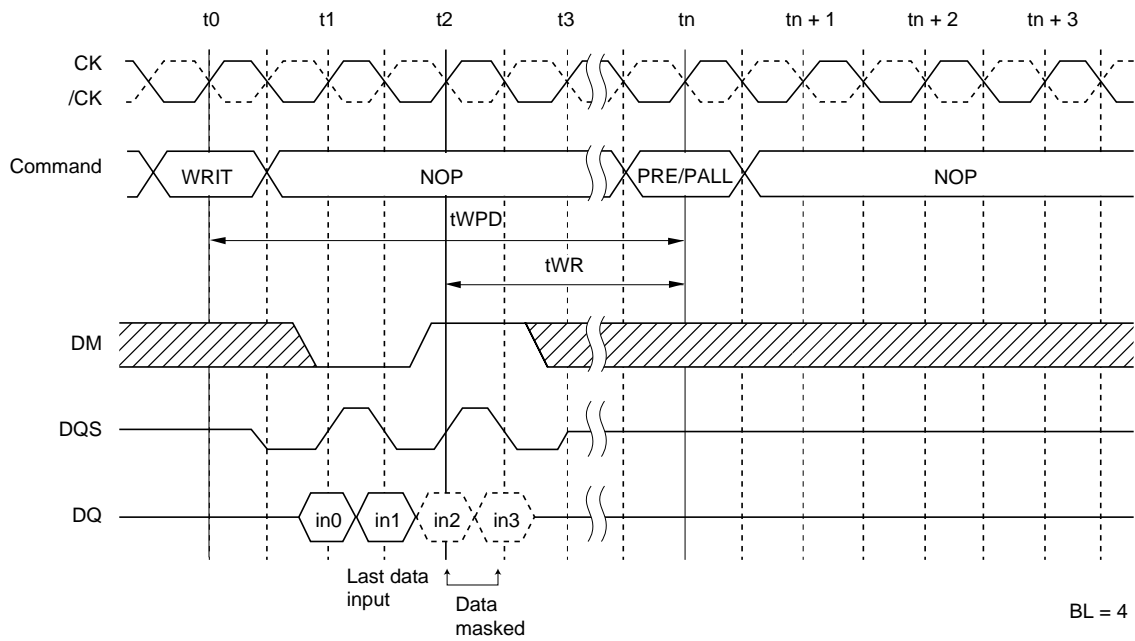 t0 t1 t2 t3 tn tn + 1 tn + 2 tn + 3
CK
/CK
Command WRIT NOP PRE/PALL NOP
tWPD
tWR
DM
DQS
DQ in0 in1 in2 in3
Last data
input
Data
masked
BL = 4